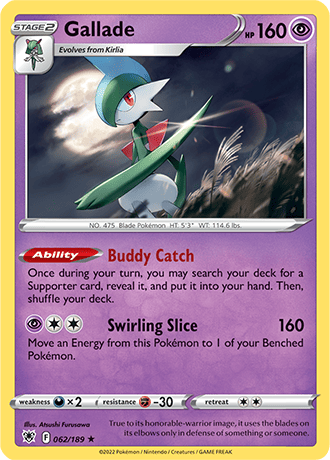 STAGE 2 Gallade HP 160
Evolves from Kirlia
NO. 475 Blade Pokémon HT: 5'3" WT: 114.6 lbs.
Ability Buddy Catch
Once during your turn, you may search your deck for a
Supporter card, reveal it, and put it into your hand. Then,
shuffle your deck.
Swirling Slice 160
Move an Energy from this Pokémon to 1 of your Benched
Pokémon.
weakness ×2 resistance -30 retreat
Illus. Atsushi Furusawa
F 062/189 ★
True to its honorable-warrior image, it uses the blades on
its elbows only in defense of something or someone.
©2022 Pokémon / Nintendo / Creatures / GAME FREAK